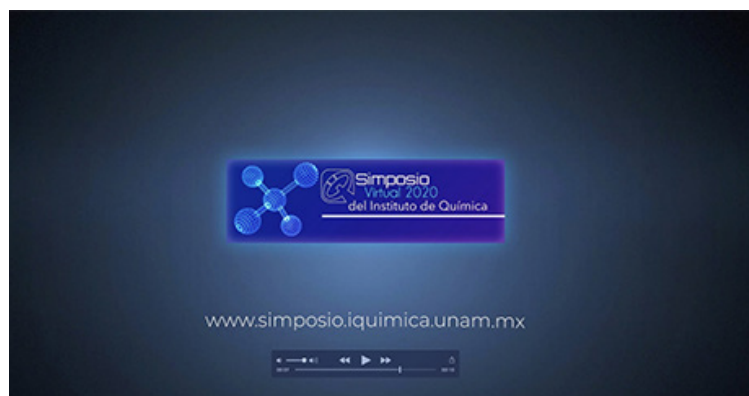 Simposio
Virtual 2020
del Instituto de Química
www.simposio.iquimica.unam.mx